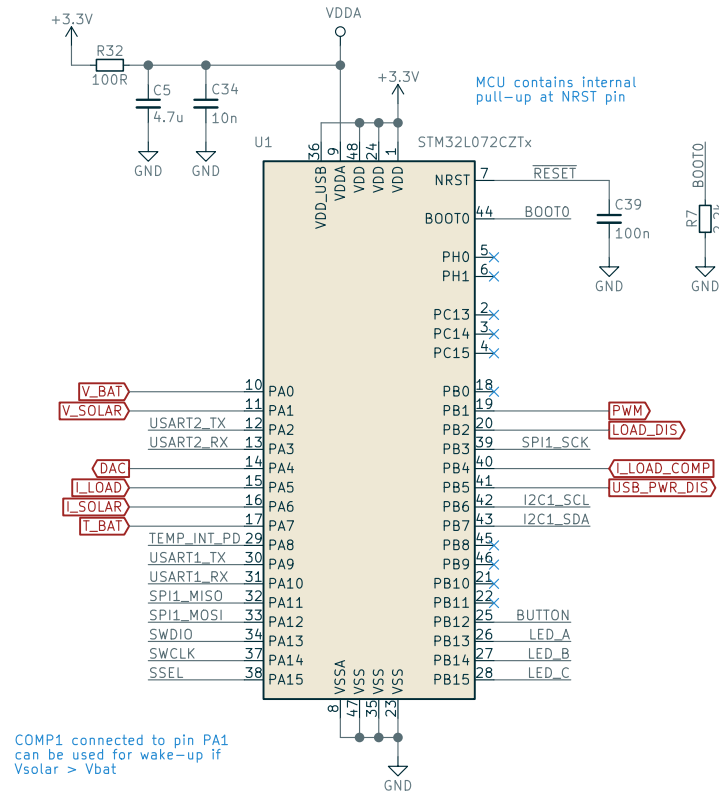 VDDA
+3.3V
R32
100R
C5
4.7u
C34
10n
GND
GND
+3.3V
MCU contains internal
pull-up at NRST pin
U1
STM32L072CZTx
36
9
48
24
1
VDD_USB
VDDA
VDD
VDD
VDD
NRST
7
RESET
BOOT0
44
BOOT0
C39
100n
GND
BOOT0
R7
GND
PH0
5
PH1
6
PC13
2
PC14
3
PC15
4
V_BAT
10
PA0
V_SOLAR
11
PA1
USART2_TX
12
PA2
USART2_RX
13
PA3
DAC
14
PA4
I_LOAD
15
PA5
I_SOLAR
16
PA6
T_BAT
17
PA7
TEMP_INT_PD
29
PA8
USART1_TX
30
PA9
USART1_RX
31
PA10
SPI1_MISO
32
PA11
SPI1_MOSI
33
PA12
SWDIO
34
PA13
SWCLK
37
PA14
SSEL
38
PA15
PB0
18
PB1
19
PWM
PB2
20
LOAD_DIS
PB3
39
SPI1_SCK
PB4
40
I_LOAD_COMP
PB5
41
USB_PWR_DIS
PB6
42
I2C1_SCL
PB7
43
I2C1_SDA
PB8
45
PB9
46
PB10
21
PB11
22
PB12
25
BUTTON
PB13
26
LED_A
PB14
27
LED_B
PB15
28
LED_C
VSSA
VSS
VSS
VSS
8
47
35
23
GND
COMP1 connected to pin PA1
can be used for wake-up if
Vsolar > Vbat